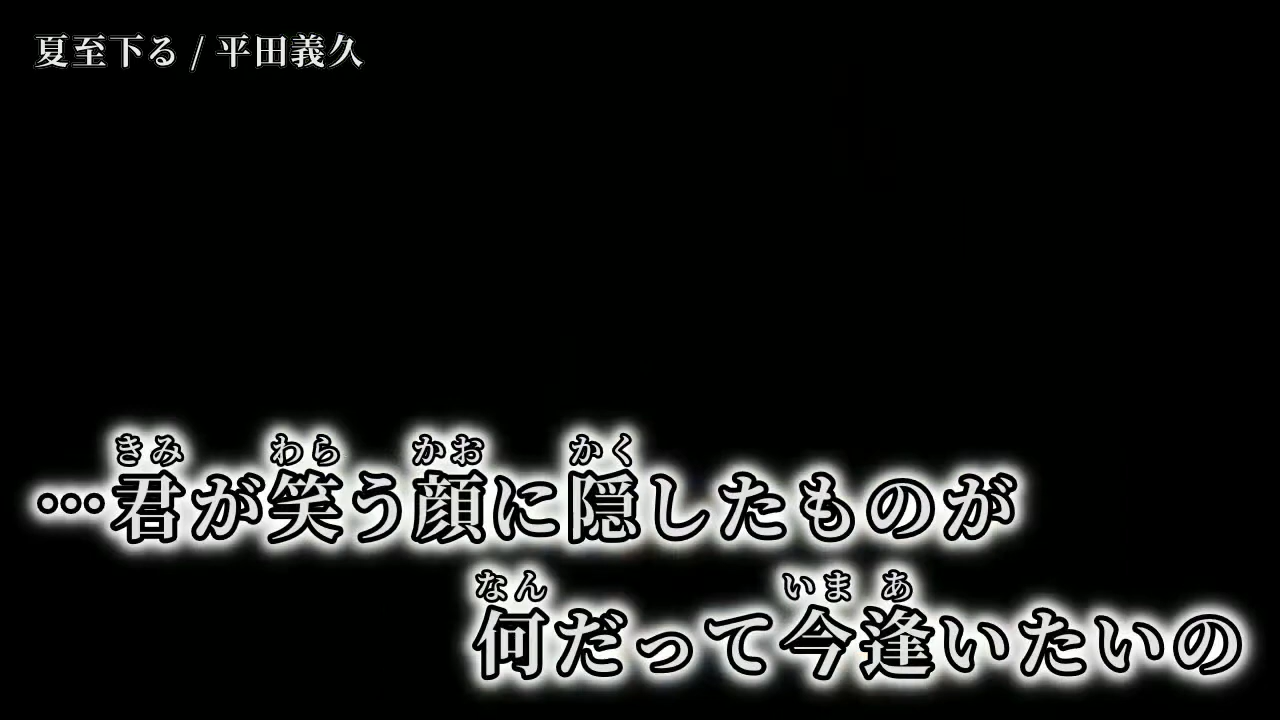 夏至下る / 平田義久
きみ わら かお かく
…君が笑う顔に隠したものが
なん いま あ
何だって今逢いたいの